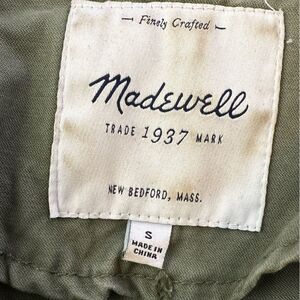 Finely Crafted
Madewell
TRADE 1937 MARK
NEW BEDFORD, MASS.
S
MADE IN
CHINA